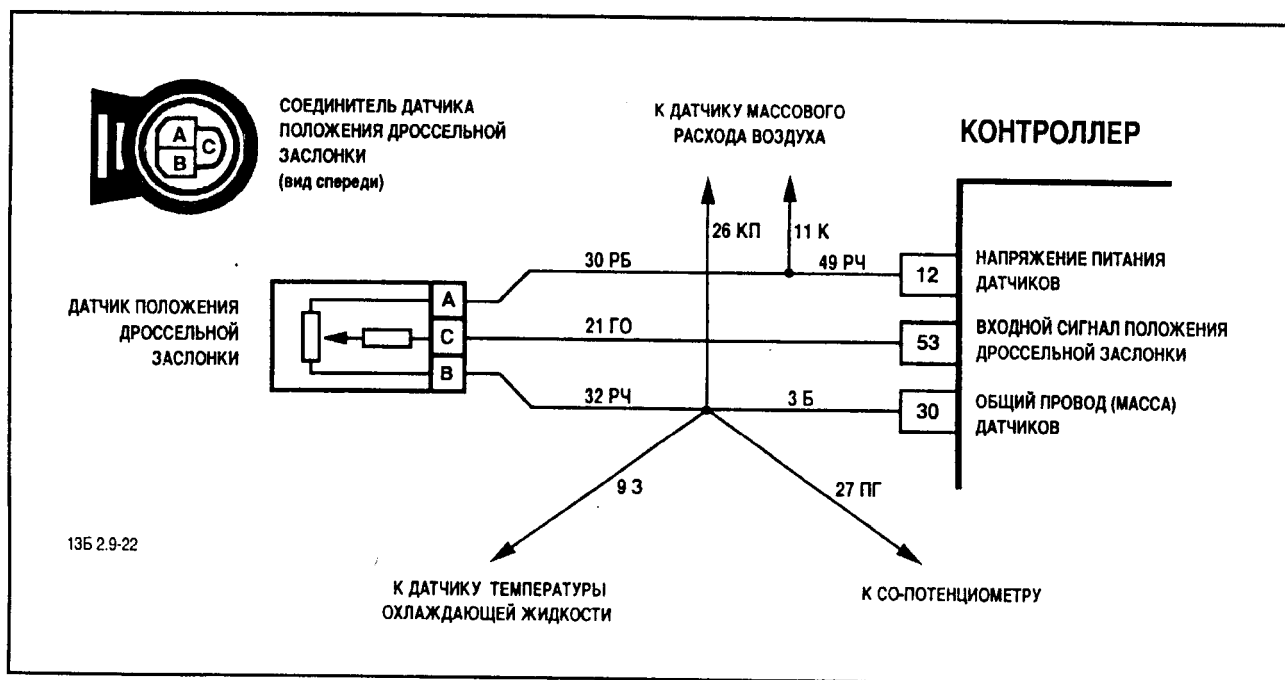 СОЕДИНИТЕЛЬ ДАТЧИКА
ПОЛОЖЕНИЯ ДРОССЕЛЬНОЙ
ЗАСЛОНКИ
(вид спереди)
A
B
C
К ДАТЧИКУ МАССОВОГО
РАСХОДА ВОЗДУХА
КОНТРОЛЛЕР
26 КП
11 К
30 РБ
49 РЧ
12
НАПРЯЖЕНИЕ ПИТАНИЯ
ДАТЧИКОВ
ДАТЧИК ПОЛОЖЕНИЯ
ДРОССЕЛЬНОЙ
ЗАСЛОНКИ
A
C
B
21 ГО
53
ВХОДНОЙ СИГНАЛ ПОЛОЖЕНИЯ
ДРОССЕЛЬНОЙ ЗАСЛОНКИ
32 РЧ
3 Б
30
ОБЩИЙ ПРОВОД (МАССА)
ДАТЧИКОВ
9 З
27 ПГ
13Б 2.9-22
К ДАТЧИКУ ТЕМПЕРАТУРЫ
ОХЛАЖДАЮЩЕЙ ЖИДКОСТИ
К СО-ПОТЕНЦИОМЕТРУ